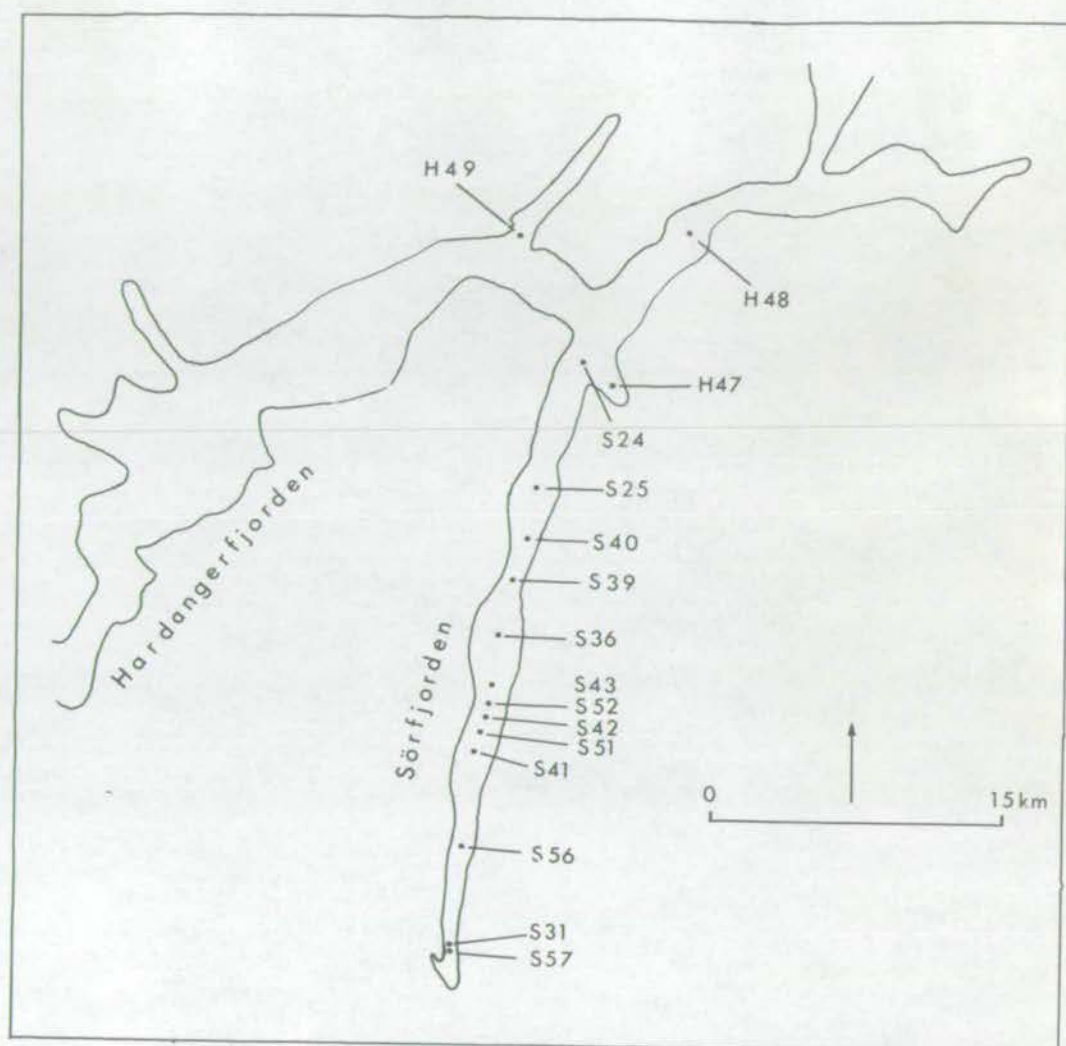 H49
H48
H47
S24
S25
S40
S39
S36
S43
S52
S42
S51
S41
S56
S31
S57
Hardangerfjorden
Sörfjorden
0 15km